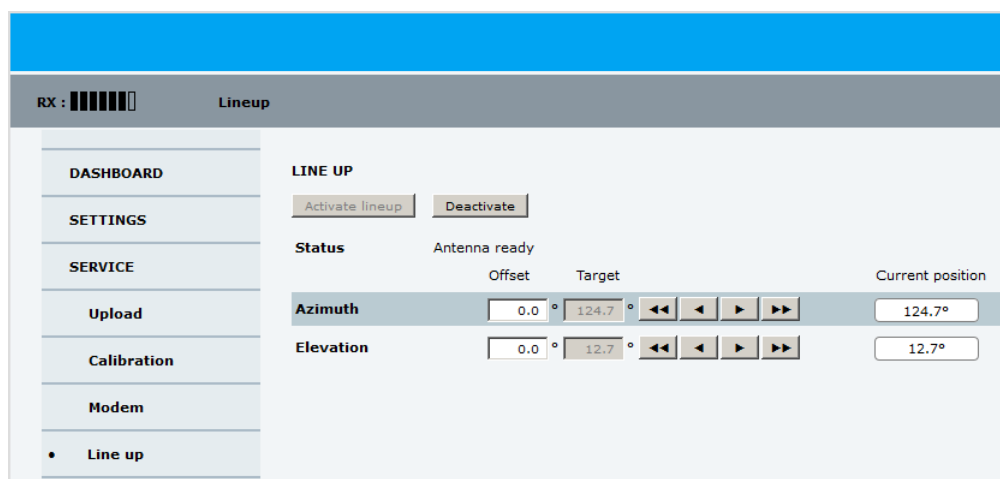 RX : Lineup
DASHBOARD
SETTINGS
SERVICE
Upload
Calibration
Modem
• Line up
LINE UP
Activate lineup Deactivate
Status Antenna ready
Offset Target Current position
Azimuth 0.0 ° 124.7 ° 124.7°
Elevation 0.0 ° 12.7 ° 12.7°